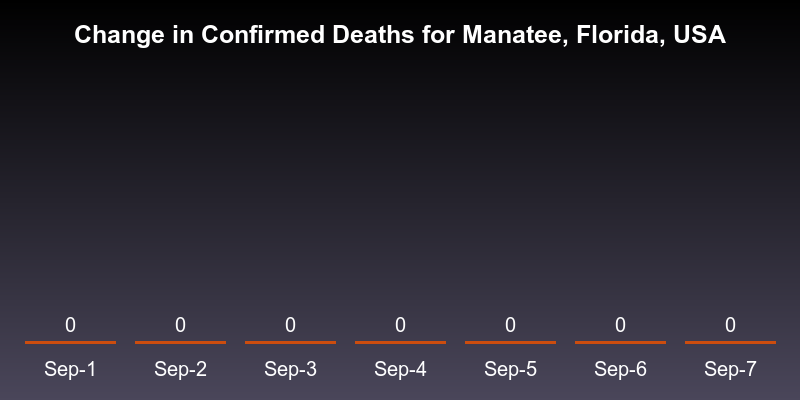 Change in Confirmed Deaths for Manatee, Florida, USA
0 0 0 0 0 0 0
Sep-1 Sep-2 Sep-3 Sep-4 Sep-5 Sep-6 Sep-7